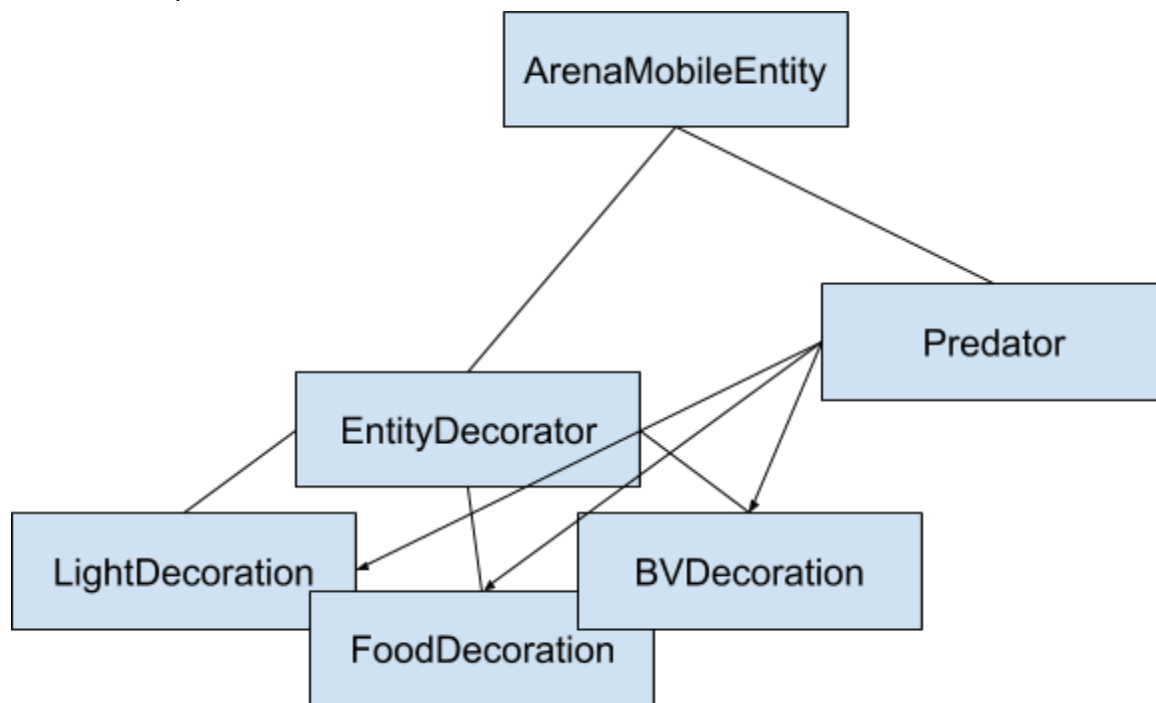 ArenaMobileEntity
Predator
EntityDecorator
LightDecoration
BVDecoration
FoodDecoration